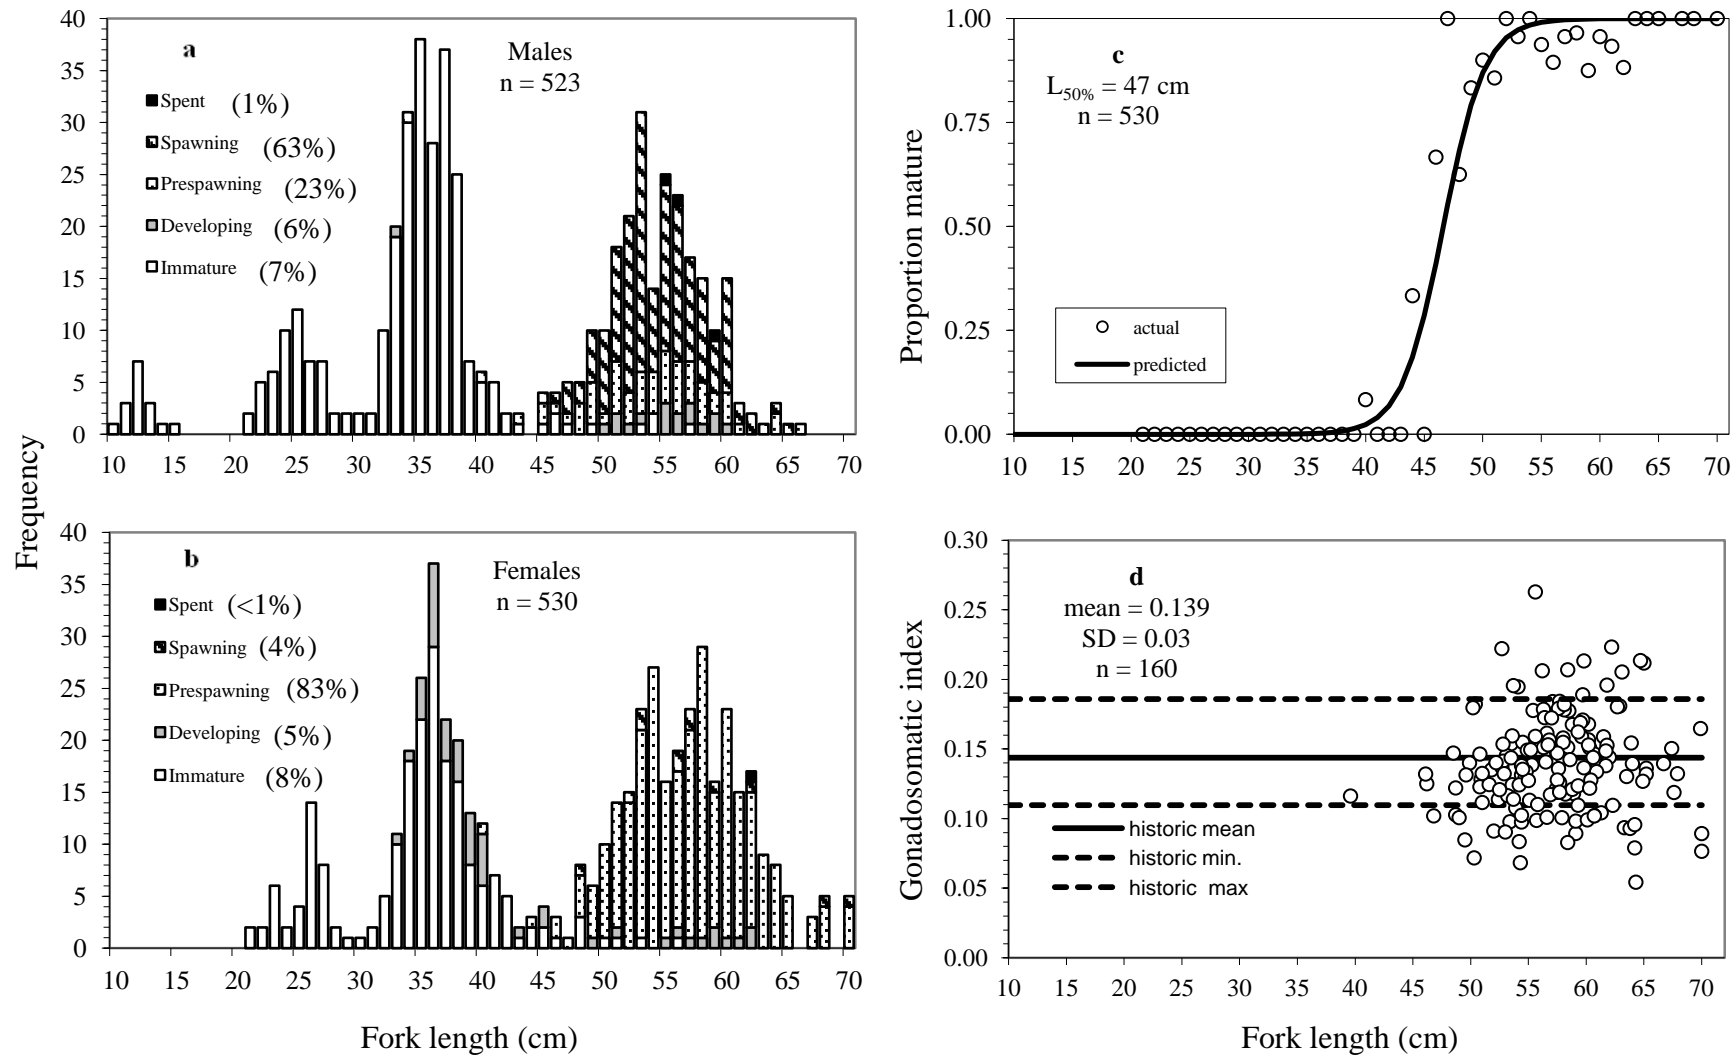 a
Males
n = 523
Spent (1%)
Spawning (63%)
Prespawning (23%)
Developing (6%)
Immature (7%)
40
35
30
25
20
15
10
5
0
10 15 20 25 30 35 40 45 50 55 60 65 70
Frequency
b
Females
n = 530
Spent (<1%)
Spawning (4%)
Prespawning (83%)
Developing (5%)
Immature (8%)
40
35
30
25
20
15
10
5
0
10 15 20 25 30 35 40 45 50 55 60 65 70
Fork length (cm)
c
L50% = 47 cm
n = 530
actual
predicted
Proportion mature
1.00
0.75
0.50
0.25
0.00
10 15 20 25 30 35 40 45 50 55 60 65 70
d
mean = 0.139
SD = 0.03
n = 160
historic mean
historic min.
historic max
Gonadosomatic index
0.30
0.25
0.20
0.15
0.10
0.05
0.00
10 15 20 25 30 35 40 45 50 55 60 65 70
Fork length (cm)